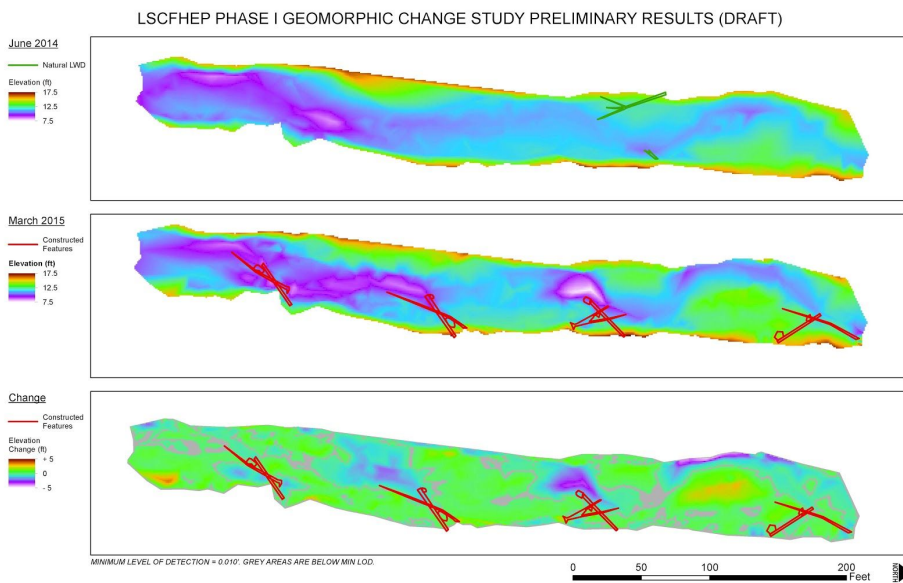 LSCFHEP PHASE I GEOMORPHIC CHANGE STUDY PRELIMINARY RESULTS (DRAFT)
June 2014
Natural LWD
Elevation (ft)
17.5
12.5
7.5
March 2015
Constructed
Features
Elevation (ft)
17.5
12.5
7.5
Change
Constructed
Features
Elevation
Change (ft)
+ 5
0
- 5
MINIMUM LEVEL OF DETECTION = 0.010'. GREY AREAS ARE BELOW MIN LOD.
0 50 100 200
Feet
NORTH